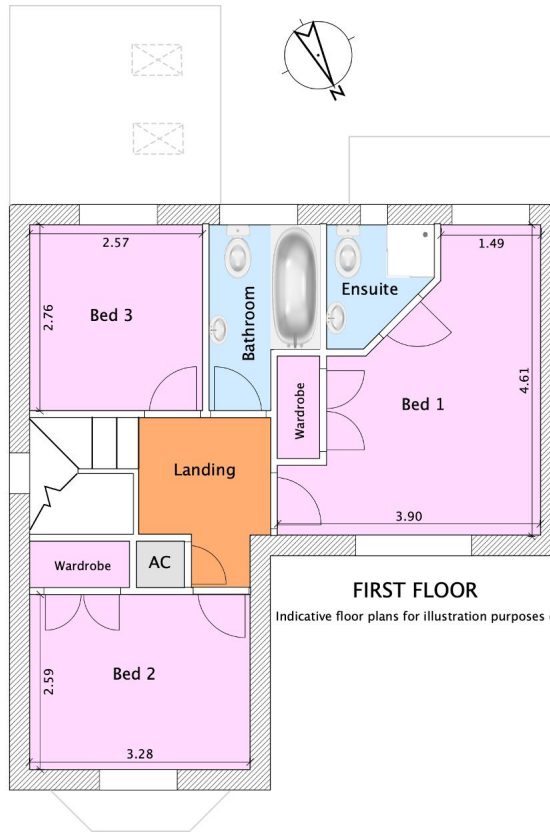 N
2.57
1.49
2.76
Bed 3
Bathroom
Ensuite
4.61
Wardrobe
Bed 1
Landing
3.90
Wardrobe
AC
FIRST FLOOR
Indicative floor plans for illustration purposes
2.59
Bed 2
3.28